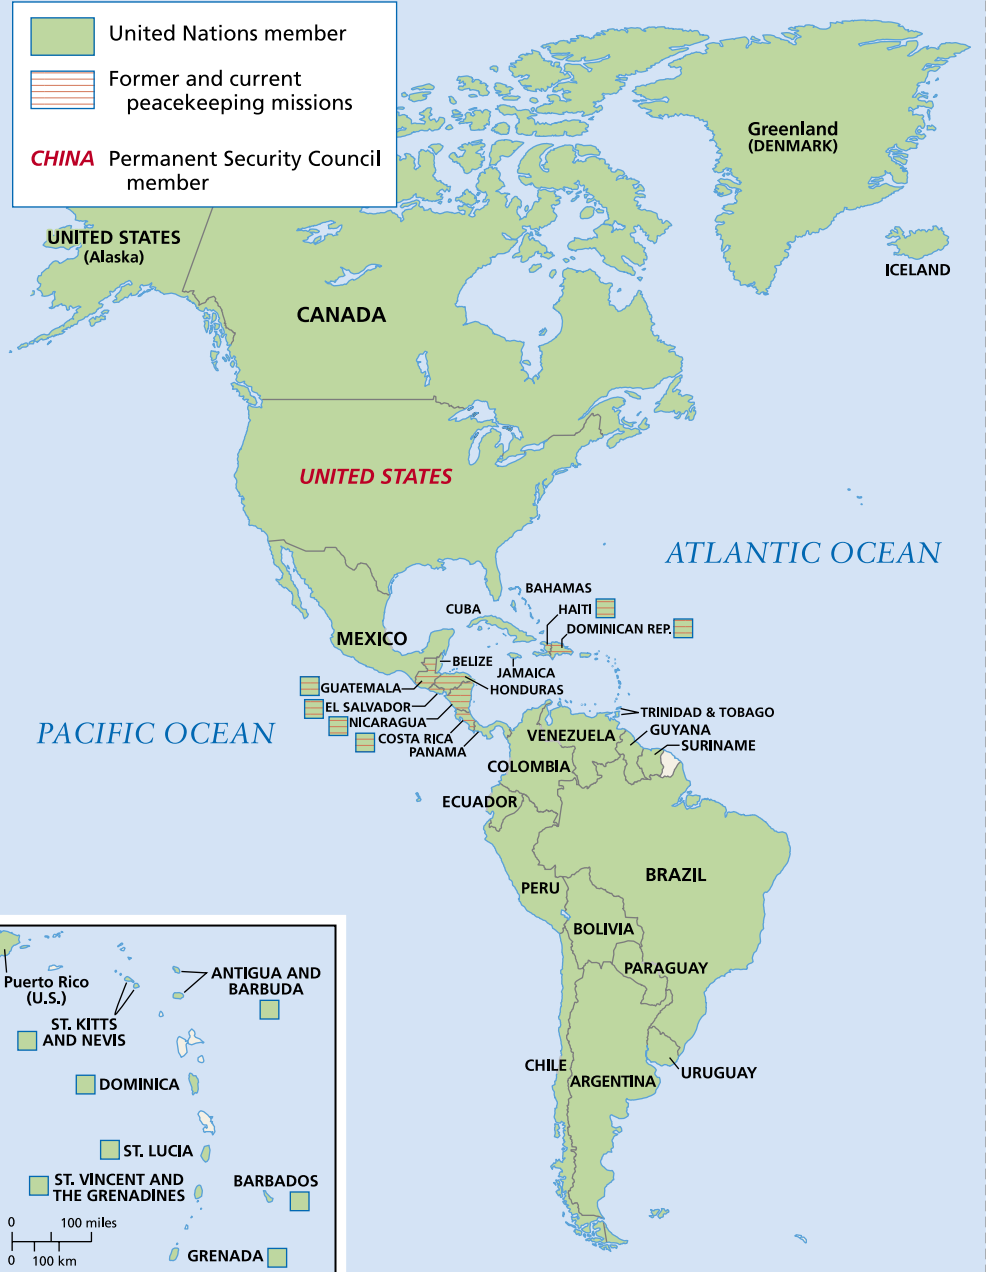 United Nations member
Former and current
peacekeeping missions
CHINA Permanent Security Council
member
Greenland
(DENMARK)
UNITED STATES
(Alaska)
ICELAND
CANADA
UNITED STATES
ATLANTIC OCEAN
BAHAMAS
CUBA
HAITI
DOMINICAN REP.
MEXICO
BELIZE
JAMAICA
GUATEMALA
HONDURAS
EL SALVADOR
NICARAGUA
TRINIDAD & TOBAGO
PACIFIC OCEAN
COSTA RICA
PANAMA
VENEZUELA
GUYANA
SURINAME
COLOMBIA
ECUADOR
BRAZIL
PERU
BOLIVIA
PARAGUAY
CHILE
ARGENTINA
URUGUAY
Puerto Rico
(U.S.)
ANTIGUA AND
BARBUDA
ST. KITTS
AND NEVIS
DOMINICA
ST. LUCIA
ST. VINCENT AND
THE GRENADINES
BARBADOS
0 100 miles
0 100 km
GRENADA